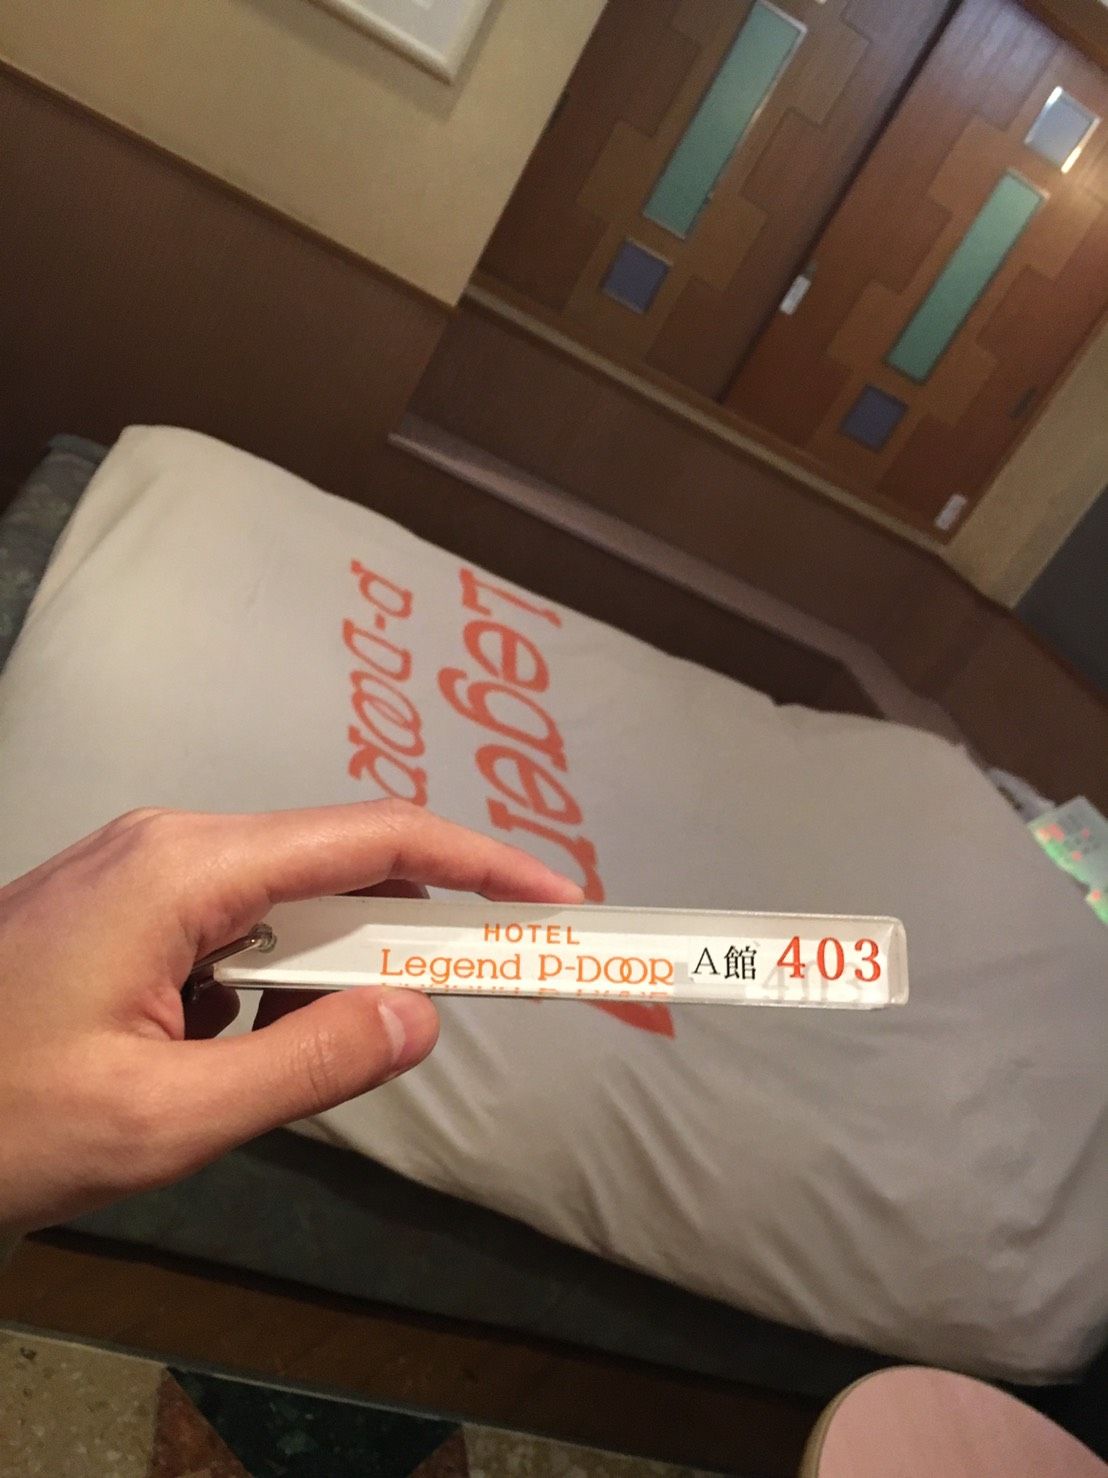 HOTEL
Legend P-DOOR A館 403
Legend
P-DOOR